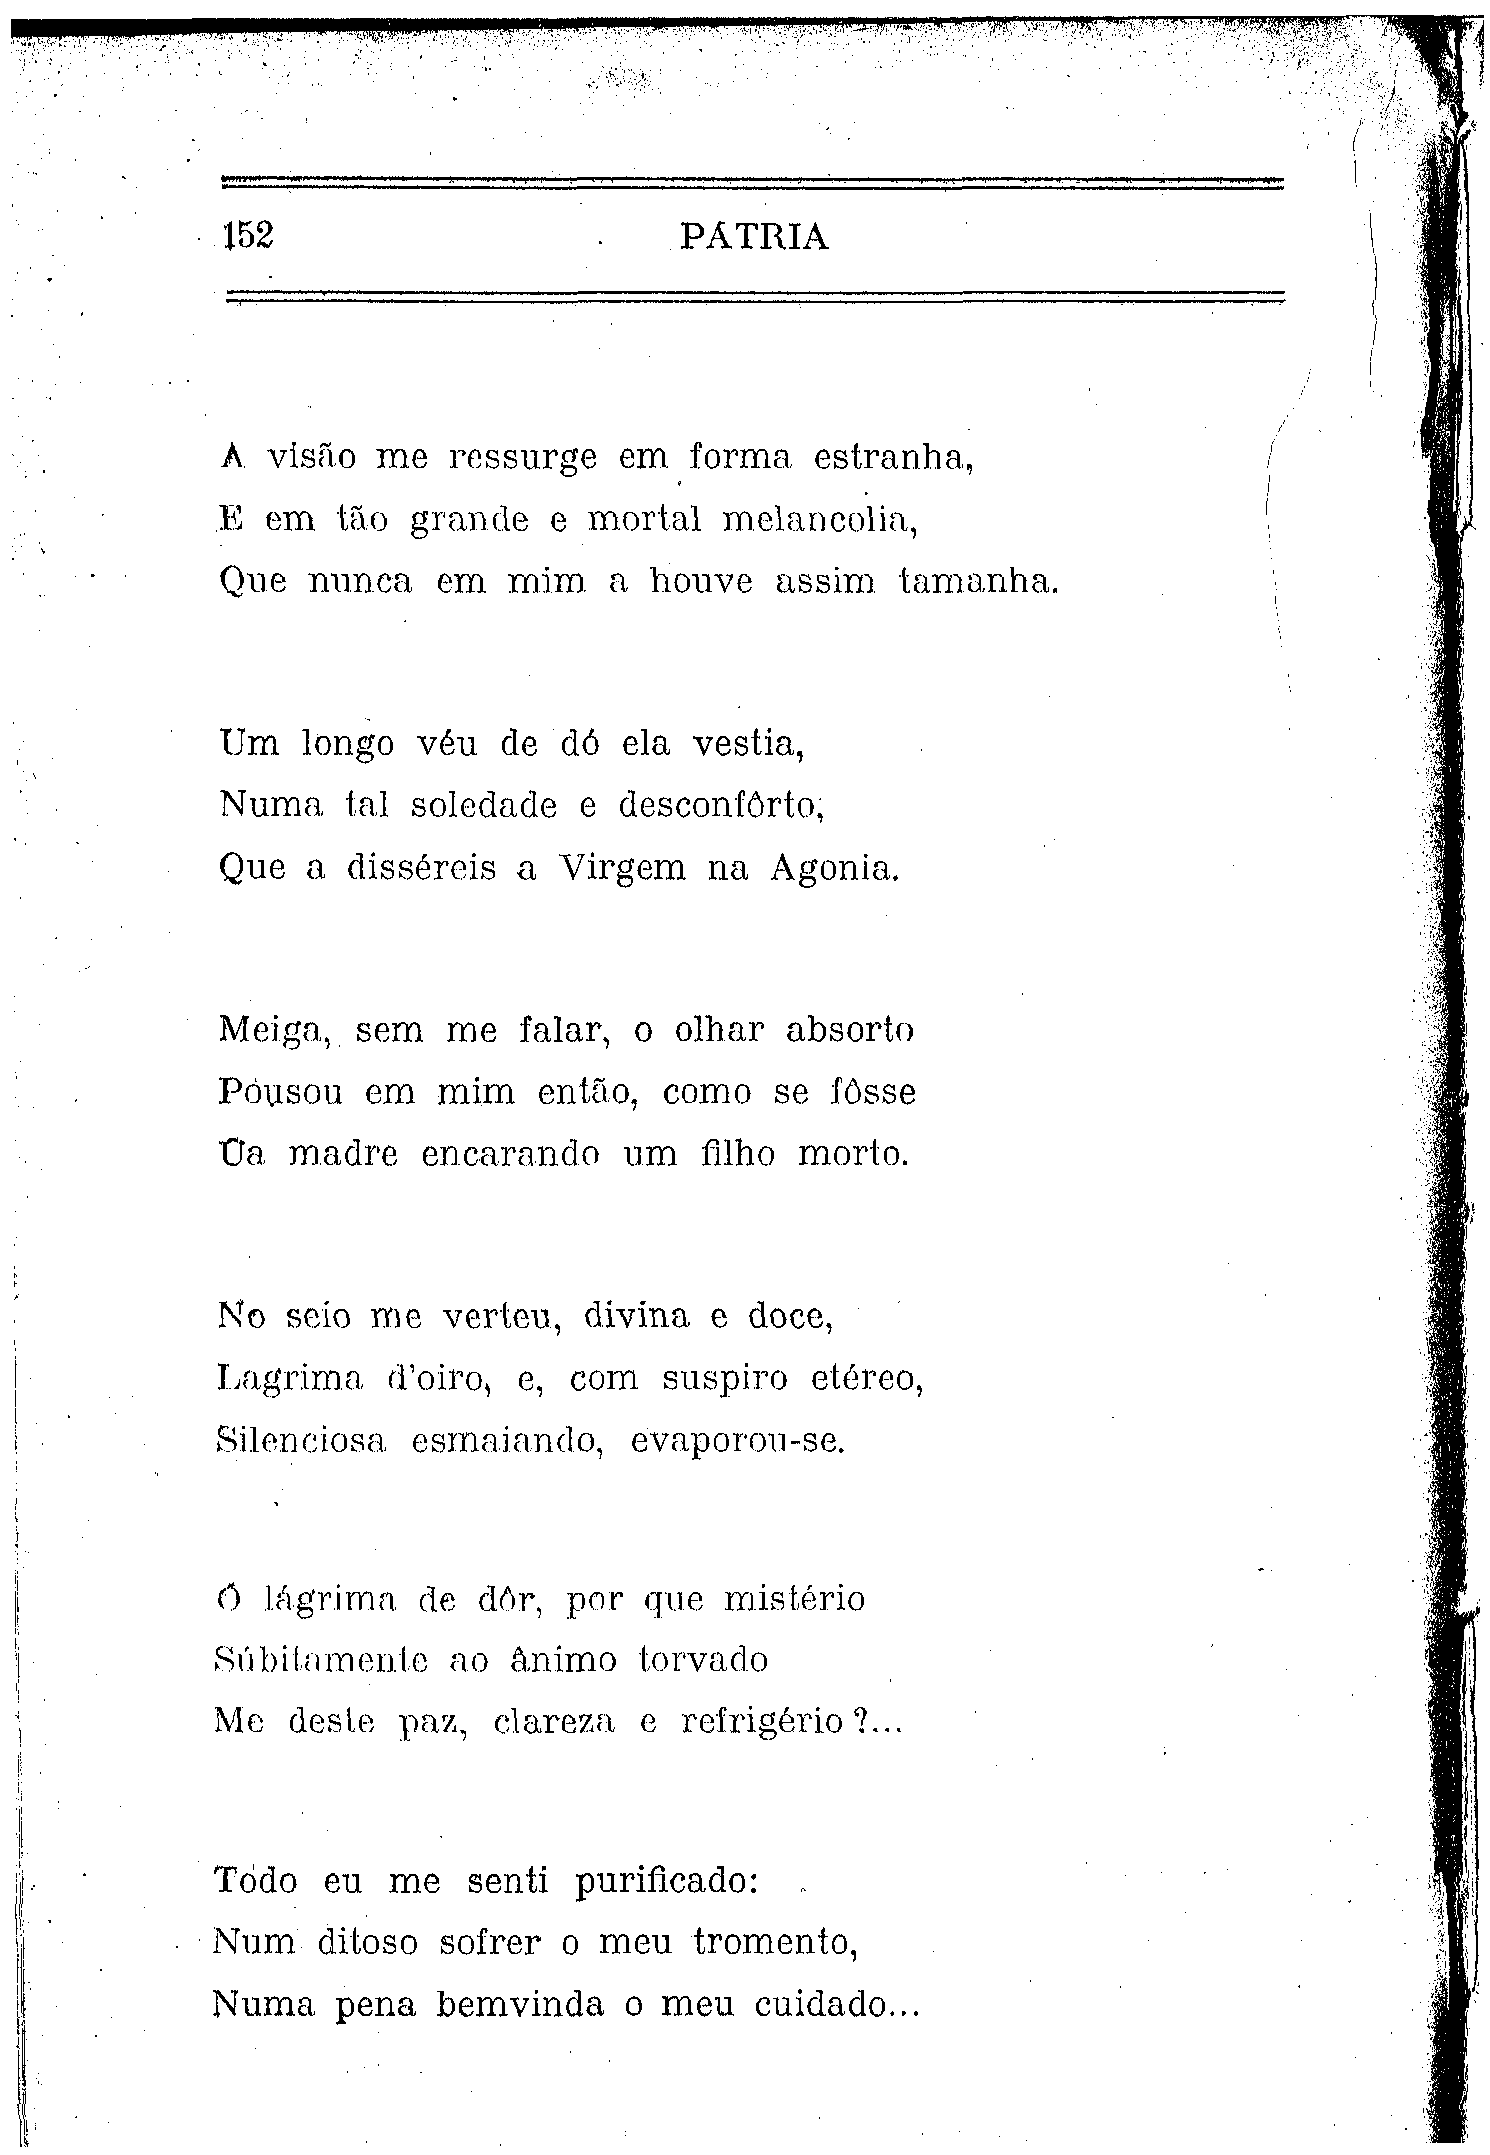 152 PÁTRIA
A visão me ressurge em forma estranha,
E em tão grande e mortal melancolia,
Que nunca em mim a houve assim tamanha.
Um longo véu de dó ela vestia,
Numa tal soledade e desconfôrto,
Que a disséreis a Virgem na Agonia.
Meiga, sem me falar, o olhar absorto
Póusou em mim então, como se fôsse
Ũa madre encarando um filho morto.
No seio me verteu, divina e doce,
Lagrima d'oiro, e, com suspiro etéreo,
Silenciosa esmaiando, evaporou-se.
Ó lágrima de dôr, por que mistério
Súbitamente ao ânimo torvado
Me deste paz, clareza e refrigério?...
Tódo eu me senti purificado:
Num ditoso sofrer o meu tromento,
Numa pena bemvinda o meu cuidado...